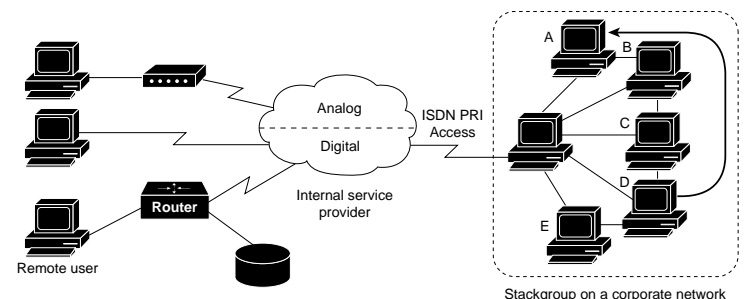 A
B
Analog
ISDN PRI
Access
C
Digital
Internal service
provider
D
Router
E
Remote user
Stackgroup on a corporate network